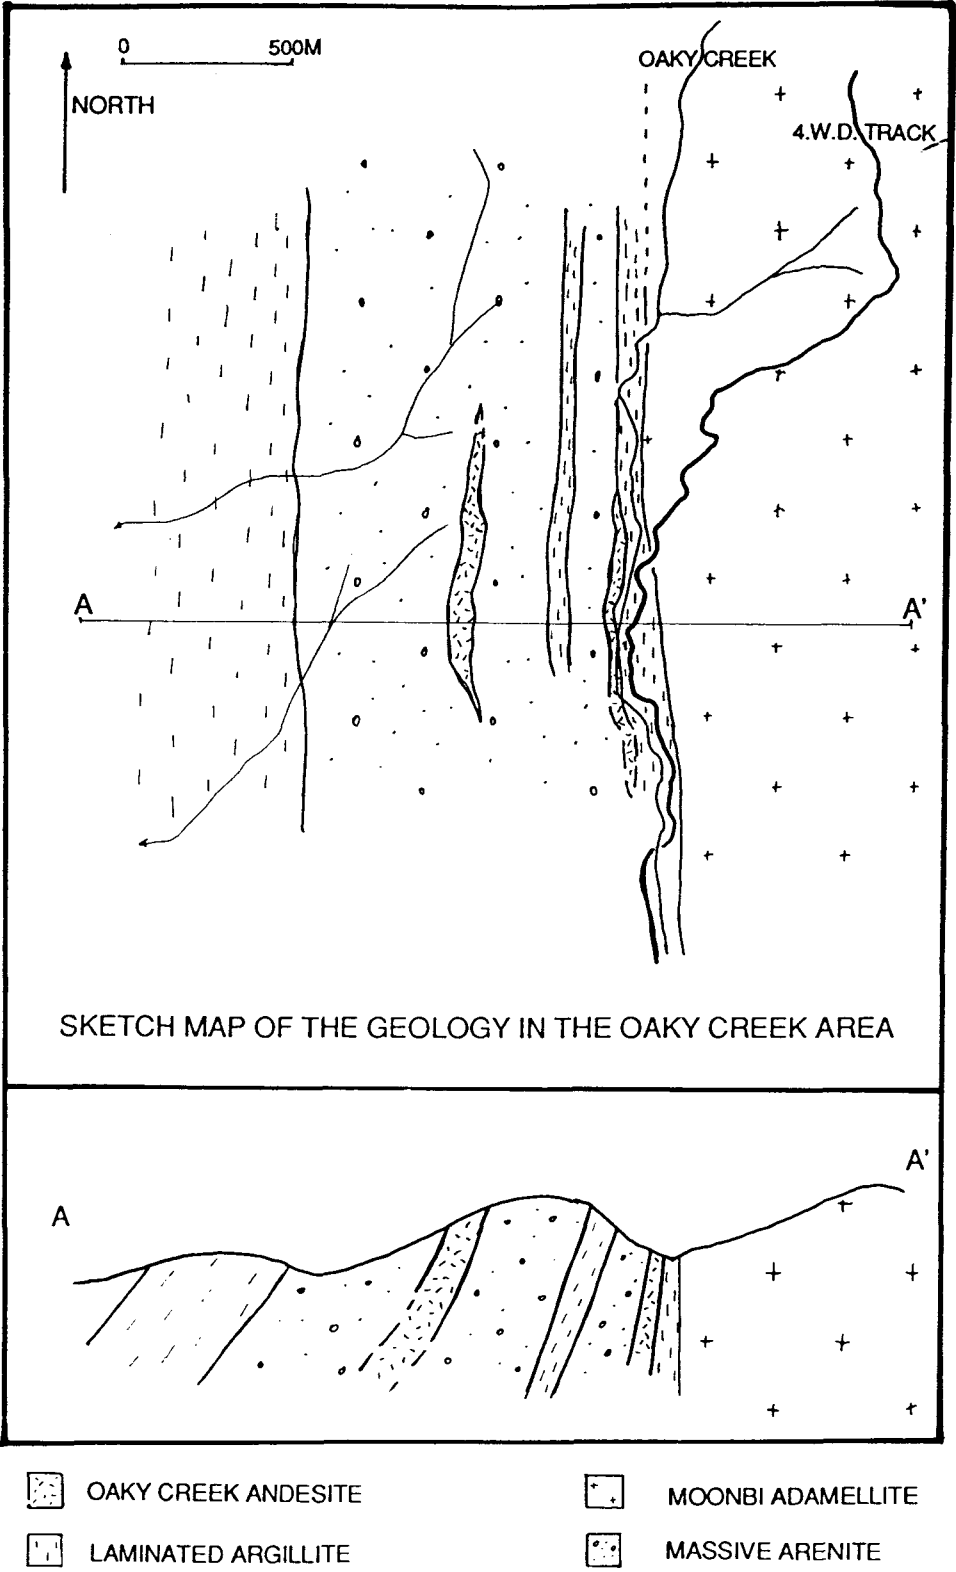 0 500M
NORTH
OAKY CREEK
4.W.D. TRACK
A A'
SKETCH MAP OF THE GEOLOGY IN THE OAKY CREEK AREA
A'
A
OAKY CREEK ANDESITE
MOONBI ADAMELLITE
LAMINATED ARGILLITE
MASSIVE ARENITE